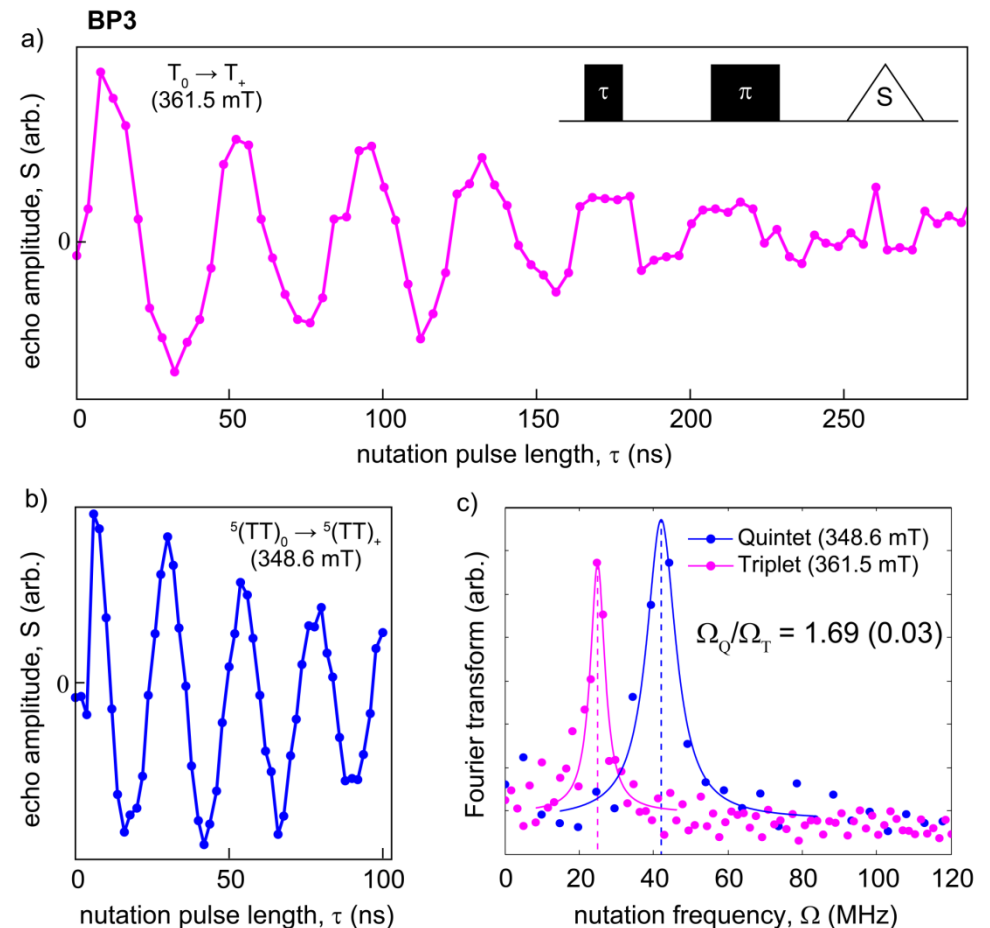 BP3
a)
T₀ → T₊
(361.5 mT)
τ
π
S
echo amplitude, S (arb.)
0
0
50
100
150
200
250
nutation pulse length, τ (ns)
b)
⁵(TT)₀ → ⁵(TT)₊
(348.6 mT)
echo amplitude, S (arb.)
0
0
50
100
nutation pulse length, τ (ns)
c)
Quintet (348.6 mT)
Triplet (361.5 mT)
Ω_Q/Ω_T = 1.69 (0.03)
Fourier transform (arb.)
0
20
40
60
80
100
120
nutation frequency, Ω (MHz)